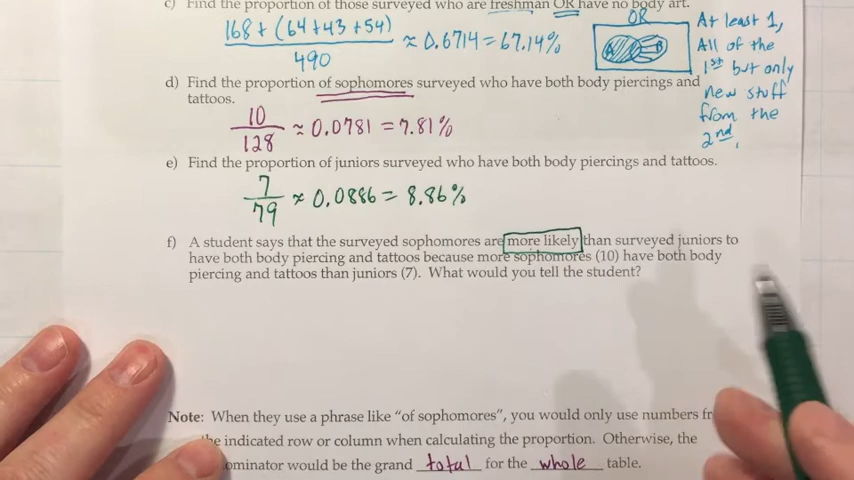 c) Find the proportion of those surveyed who are freshman OR have no body art.
168 + (64+43+54)
490
≈ 0.6714 = 67.14%
OR
A B
At least 1,
All of the
1st but only
new stuff
from the
2nd.
d) Find the proportion of sophomores surveyed who have both body piercings and
tattoos.
10
128
≈ 0.0781 = 7.81%
e) Find the proportion of juniors surveyed who have both body piercings and tattoos.
7
79
≈ 0.0886 = 8.86%
f) A student says that the surveyed sophomores are more likely than surveyed juniors to
have both body piercing and tattoos because more sophomores (10) have both body
piercing and tattoos than juniors (7). What would you tell the student?
Note: When they use a phrase like “of sophomores”, you would only use numbers
indicated row or column when calculating the proportion. Otherwise, the
would be the grand total for the whole table.